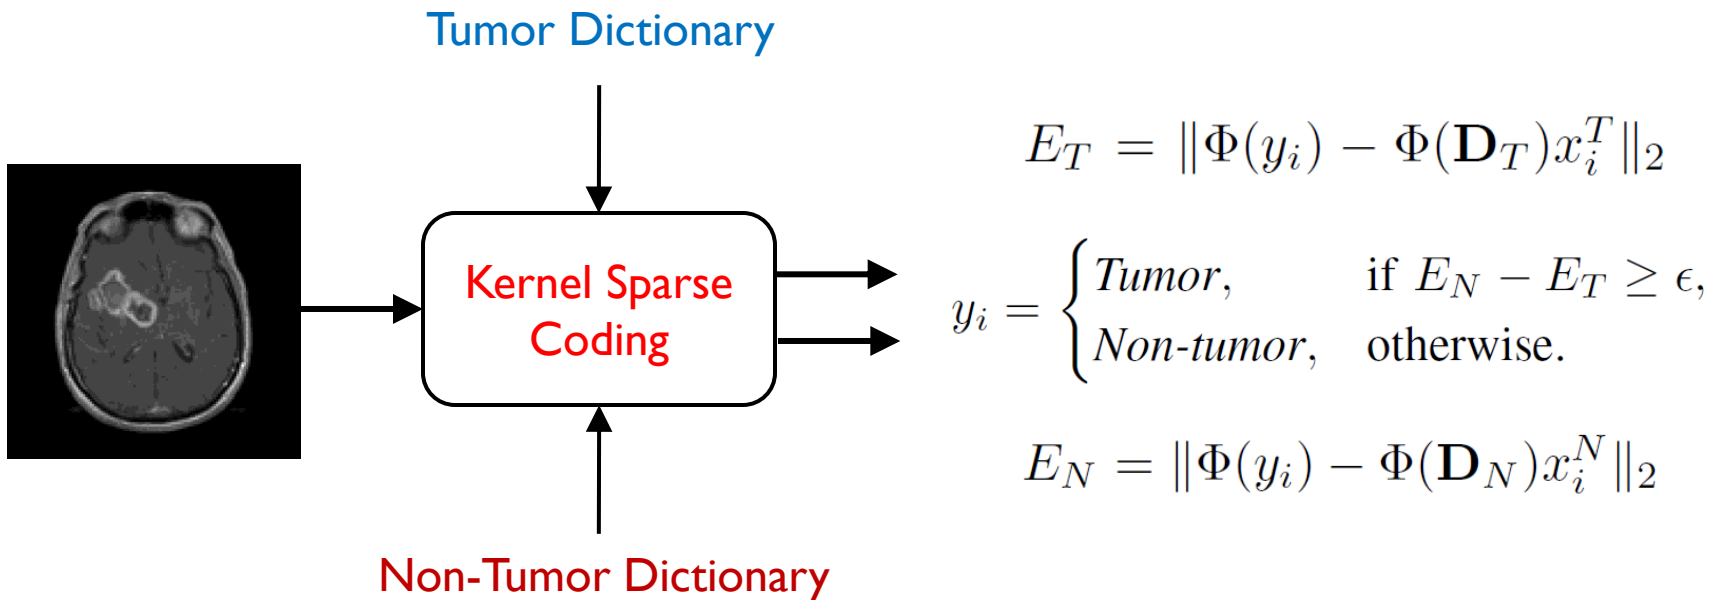 Tumor Dictionary
Kernel Sparse
Coding
Non-Tumor Dictionary
E_T = ‖Φ(y_i) − Φ(𝐃_T)x_i^T‖_2
y_i = { Tumor, if E_N − E_T ≥ ϵ,
Non-tumor, otherwise.
E_N = ‖Φ(y_i) − Φ(𝐃_N)x_i^N‖_2